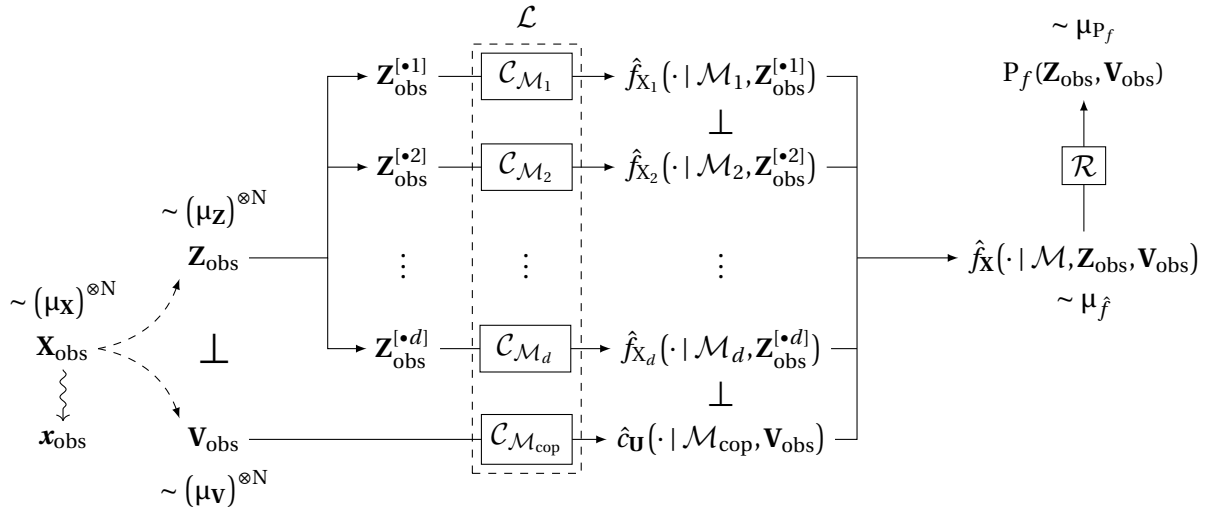 ℒ
∼ μ_{P_f}
Z_obs^{[•1]} 𝒞_{ℳ_1} f̂_{X_1}(· | ℳ_1, Z_obs^{[•1]}) P_f(Z_obs, V_obs)
⊥
Z_obs^{[•2]} 𝒞_{ℳ_2} f̂_{X_2}(· | ℳ_2, Z_obs^{[•2]}) ℛ
∼ (μ_Z)^{⊗N}
Z_obs ⋮ ⋮ ⋮ f̂_X(· | ℳ, Z_obs, V_obs)
∼ (μ_X)^{⊗N} ∼ μ_{f̂}
X_obs ⊥ Z_obs^{[•d]} 𝒞_{ℳ_d} f̂_{X_d}(· | ℳ_d, Z_obs^{[•d]})
⊥
x_obs V_obs 𝒞_{ℳ_cop} ĉ_U(· | ℳ_cop, V_obs)
∼ (μ_V)^{⊗N}